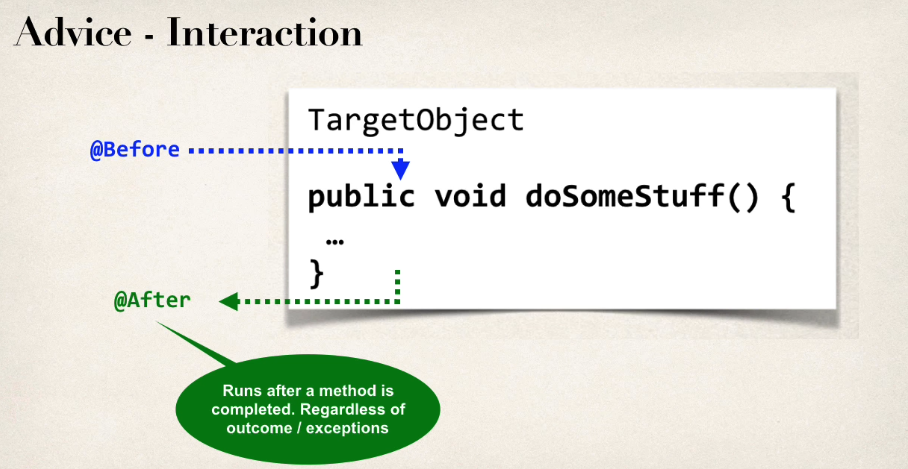 Advice - Interaction
TargetObject
@Before
public void doSomeStuff() {
…
}
@After
Runs after a method is
completed. Regardless of
outcome / exceptions